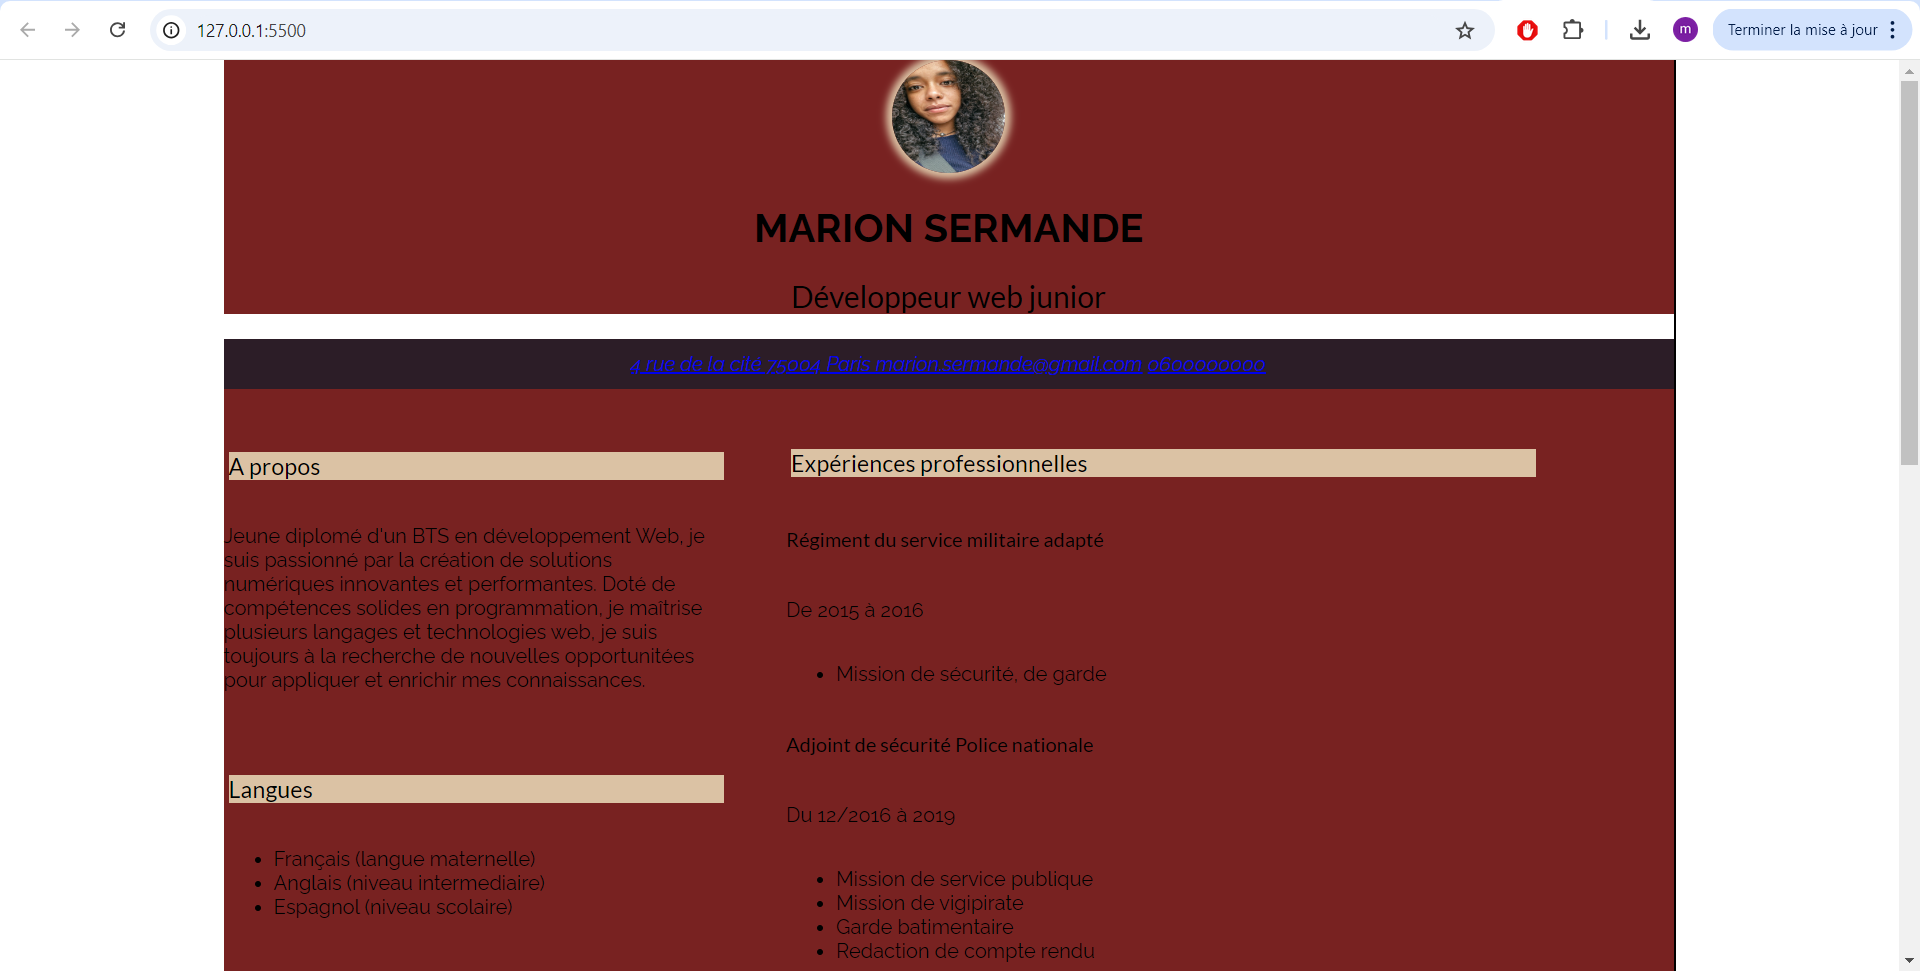 127.0.0.1:5500
m
Terminer la mise à jour
MARION SERMANDE
Développeur web junior
4 rue de la cité 75004 Paris marion.sermande@gmail.com 0600000000
A propos
Jeune diplomé d'un BTS en développement Web, je
suis passionné par la création de solutions
numériques innovantes et performantes. Doté de
compétences solides en programmation, je maîtrise
plusieurs langages et technologies web, je suis
toujours à la recherche de nouvelles opportunitées
pour appliquer et enrichir mes connaissances.
Langues
Français (langue maternelle)
Anglais (niveau intermediaire)
Espagnol (niveau scolaire)
Expériences professionnelles
Régiment du service militaire adapté
De 2015 à 2016
Mission de sécurité, de garde
Adjoint de sécurité Police nationale
Du 12/2016 à 2019
Mission de service publique
Mission de vigipirate
Garde batimentaire
Redaction de compte rendu